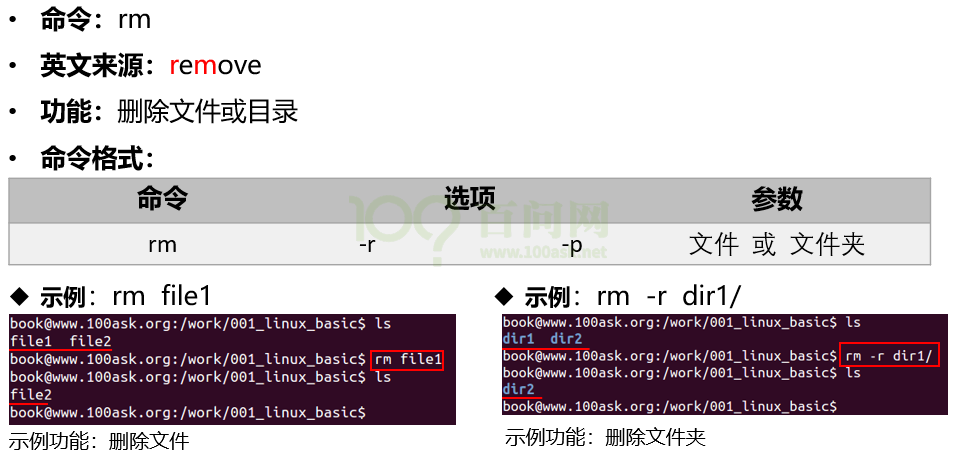 • 命令：rm
• 英文来源：remove
• 功能：删除文件或目录
• 命令格式：
命令 选项 参数
100? 百问网
www.100ask.net
rm -r -p 文件 或 文件夹
◆ 示例：rm file1
book@www.100ask.org:/work/001_linux_basic$ ls
file1 file2
book@www.100ask.org:/work/001_linux_basic$ rm file1
book@www.100ask.org:/work/001_linux_basic$ ls
file2
book@www.100ask.org:/work/001_linux_basic$
示例功能：删除文件
◆ 示例：rm -r dir1/
book@www.100ask.org:/work/001_linux_basic$ ls
dir1 dir2
book@www.100ask.org:/work/001_linux_basic$ rm -r dir1/
book@www.100ask.org:/work/001_linux_basic$ ls
dir2
book@www.100ask.org:/work/001_linux_basic$
示例功能：删除文件夹